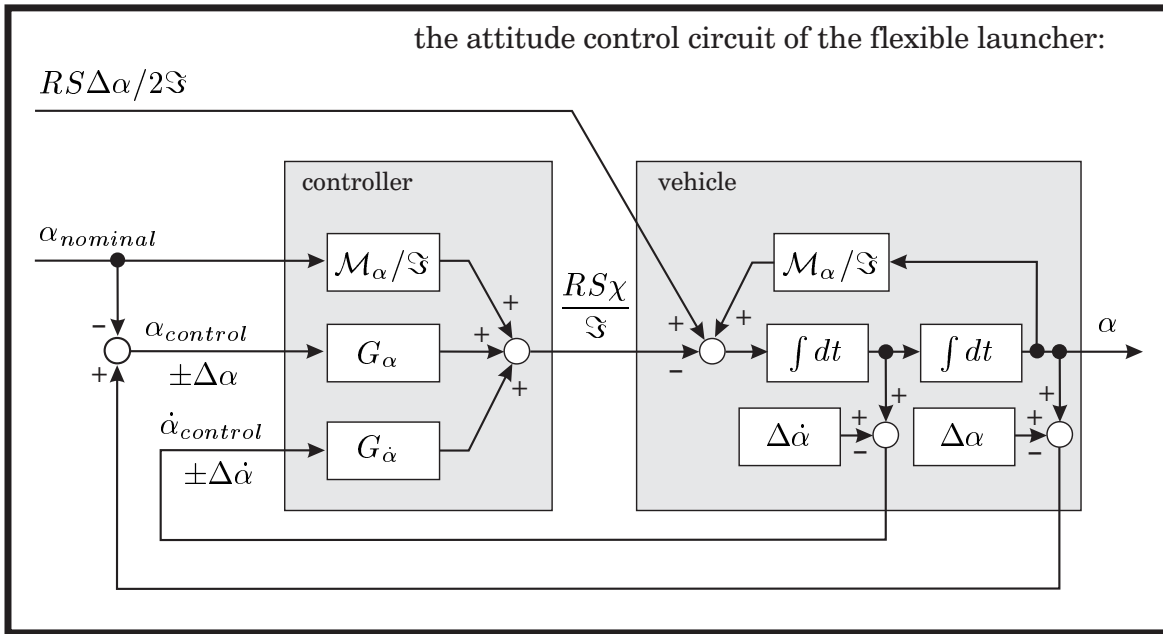 the attitude control circuit of the flexible launcher:
RSΔα/2ℑ
controller
vehicle
α_nominal
ℳ_α/ℑ
ℳ_α/ℑ
+
RSχ
ℑ
+
+
−
α_control
+
α
G_α
∫ dt
∫ dt
+
±Δα
−
+
+
+
α̇_control
+
+
G_α̇
Δα̇
Δα
±Δα̇
−
−